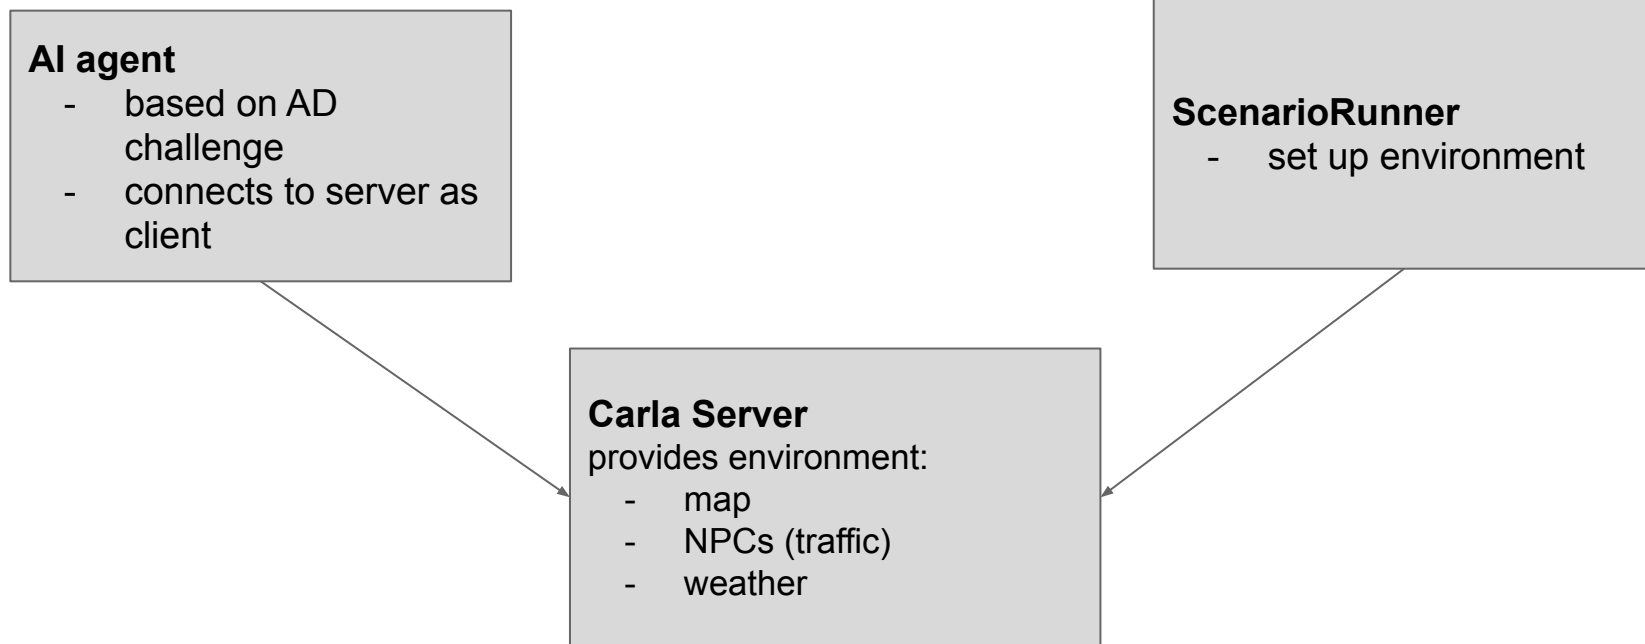 AI agent
- based on AD
challenge
- connects to server as
client
ScenarioRunner
- set up environment
Carla Server
provides environment:
- map
- NPCs (traffic)
- weather